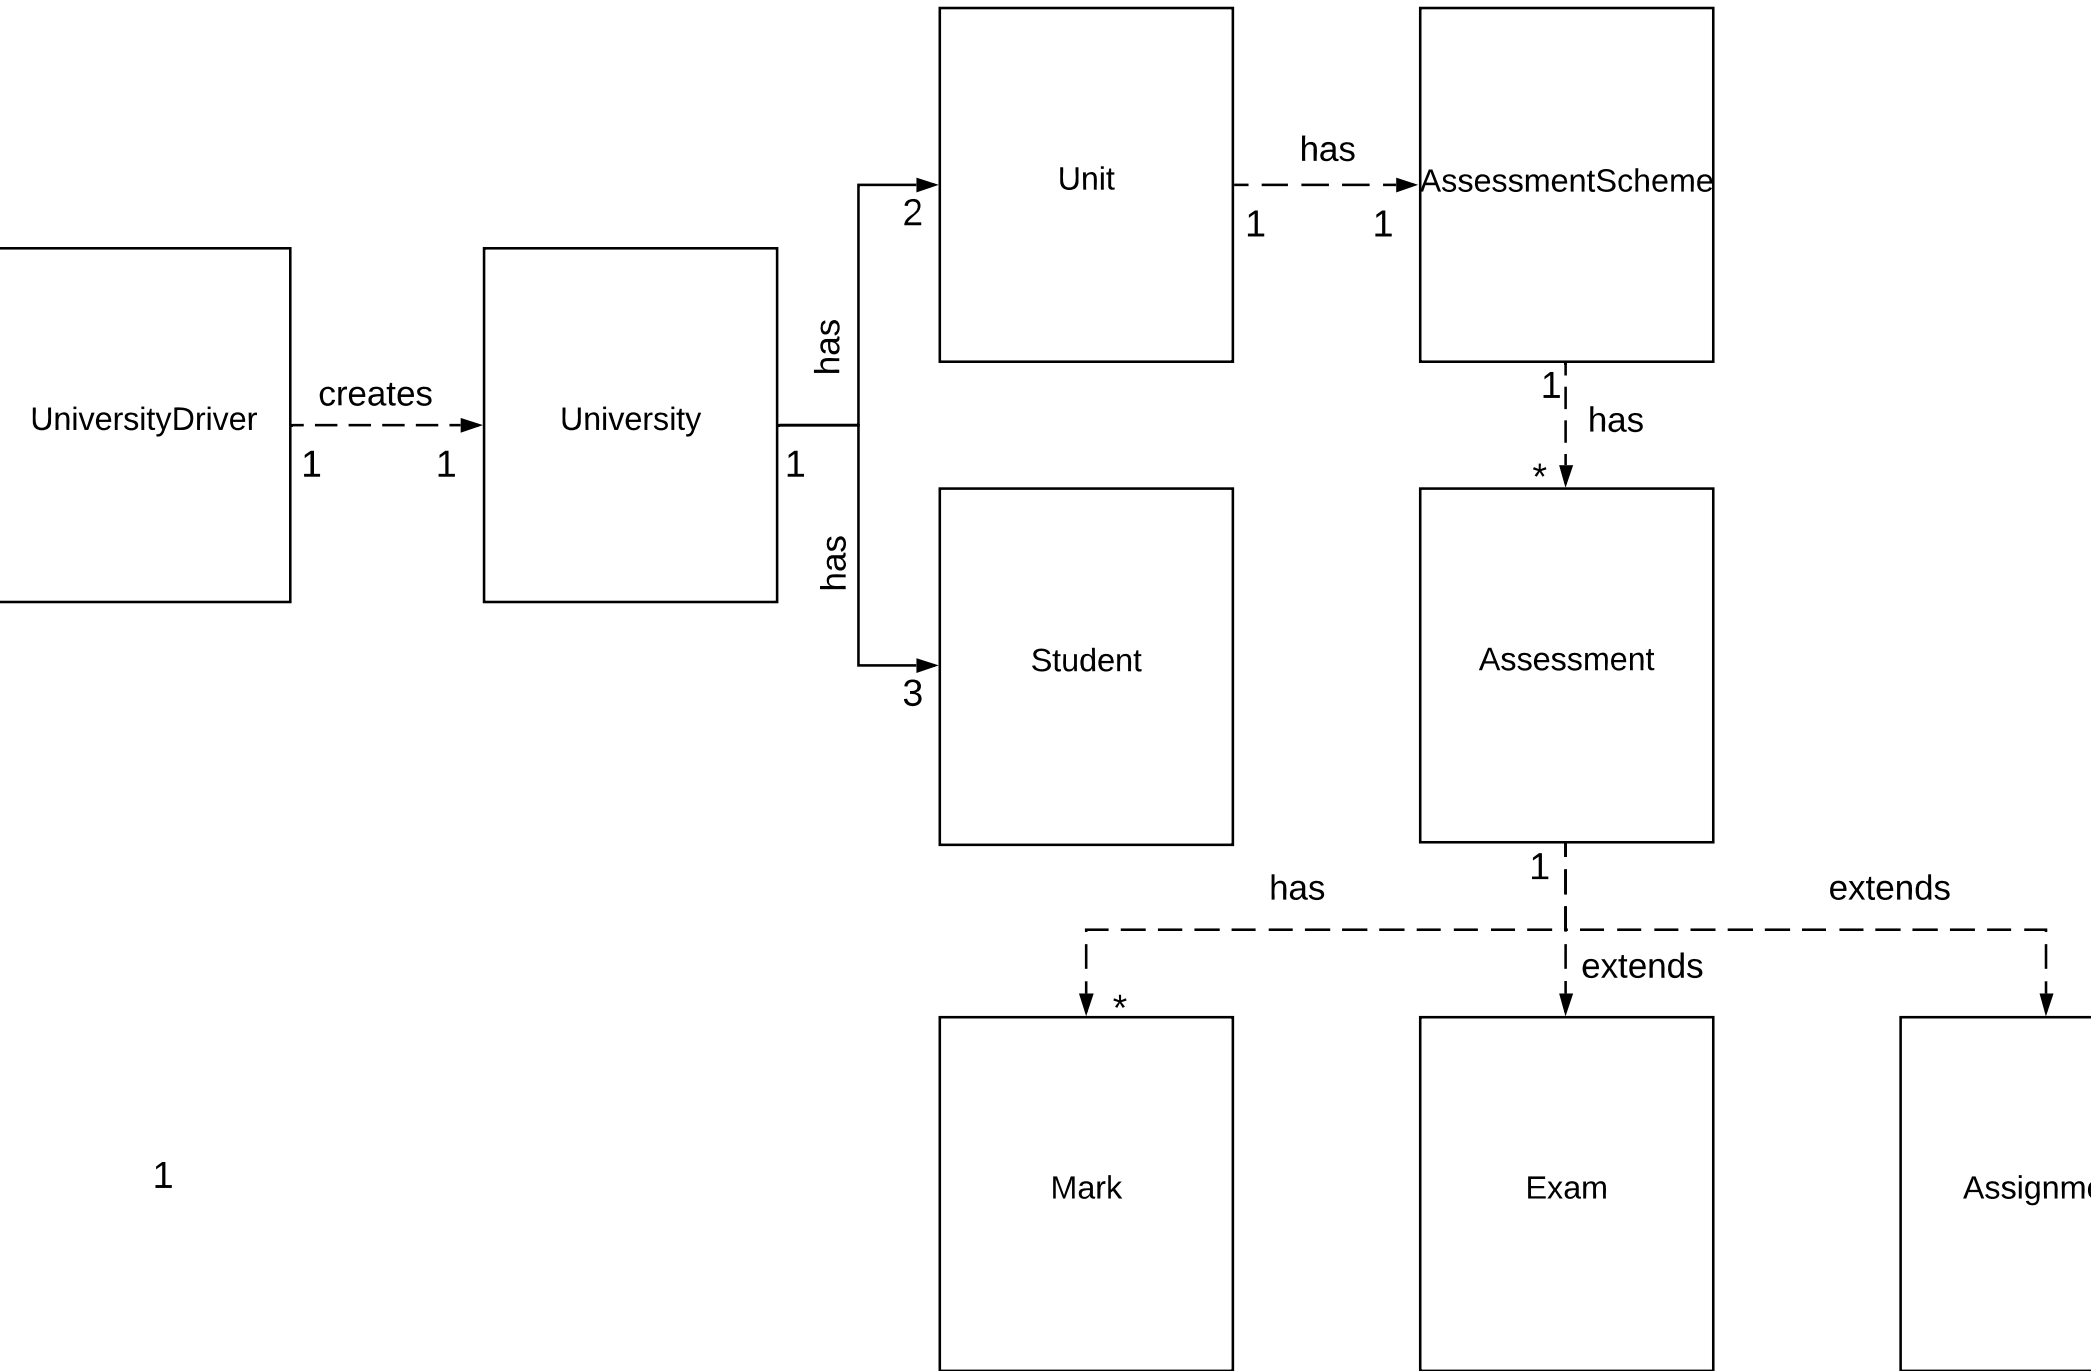 Unit
has
AssessmentScheme
2
1
1
UniversityDriver
creates
1
1
University
has
1
has
1
has
*
Student
3
Assessment
1
has
extends
extends
*
Mark
Exam
Assignme
1